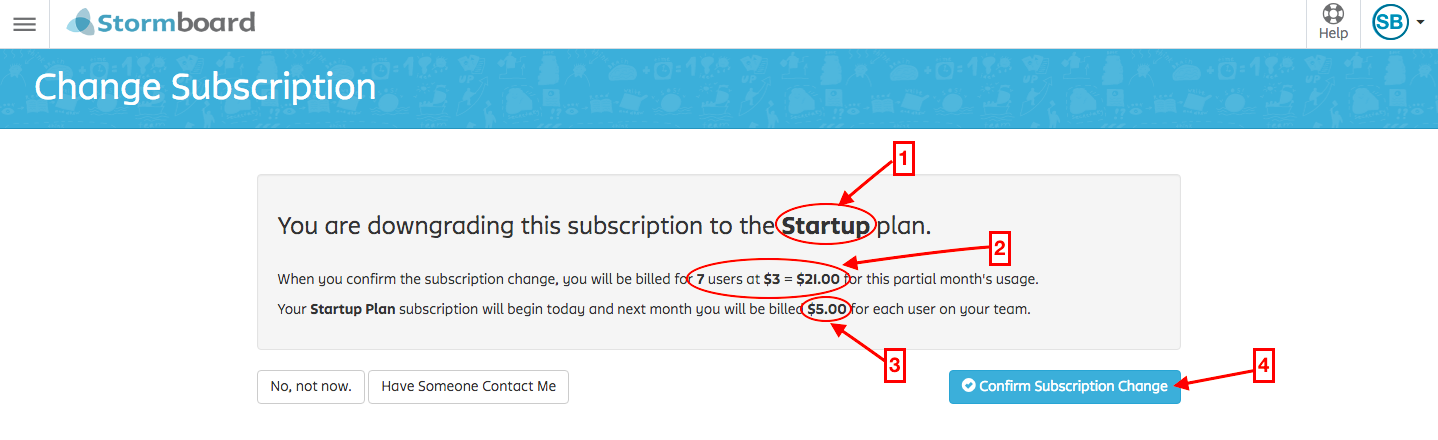 Stormboard
Help
SB
Change Subscription
1
You are downgrading this subscription to the Startup plan.
2
When you confirm the subscription change, you will be billed for 7 users at $3 = $21.00 for this partial month's usage.
Your Startup Plan subscription will begin today and next month you will be billed $5.00 for each user on your team.
3
4
No, not now.
Have Someone Contact Me
Confirm Subscription Change